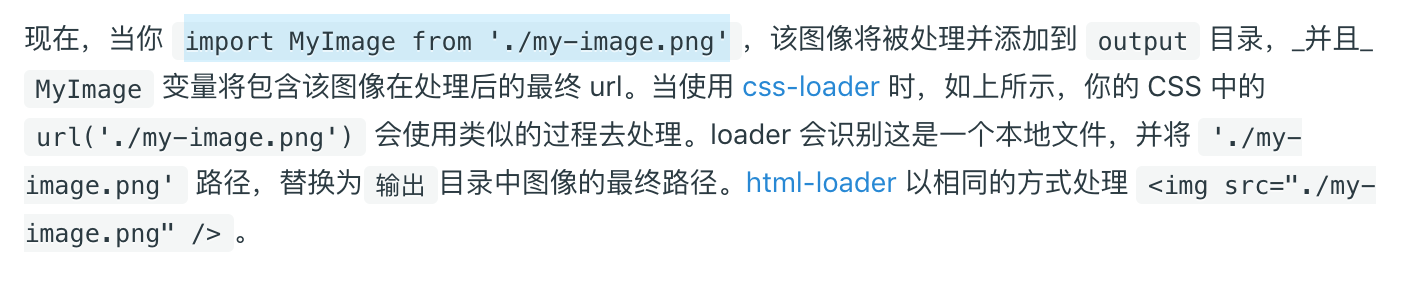 现在，当你 import MyImage from './my-image.png' ，该图像将被处理并添加到 output 目录，_并且_
MyImage 变量将包含该图像在处理后的最终 url。当使用 css-loader 时，如上所示，你的 CSS 中的
url('./my-image.png') 会使用类似的过程去处理。loader 会识别这是一个本地文件，并将 './my-
image.png' 路径，替换为 输出 目录中图像的最终路径。html-loader 以相同的方式处理 <img src="./my-
image.png" /> 。